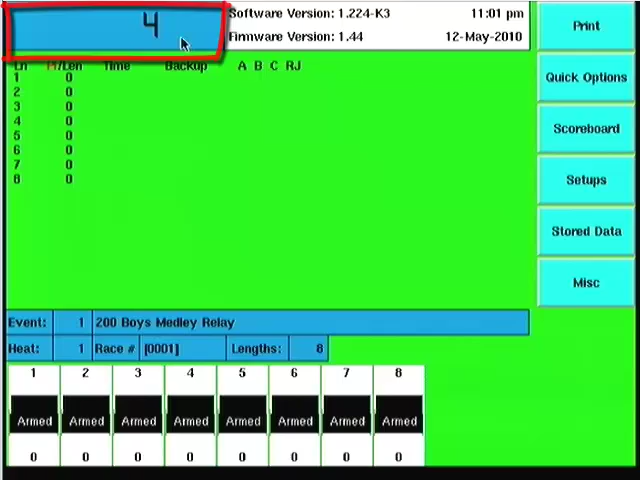 4
Software Version: 1.224-K3 11:01 pm
Firmware Version: 1.44 12-May-2010
Print
Quick Options
Scoreboard
Setups
Stored Data
Misc
Ln Pl/Len Time Backup A B C RJ
1 0
2 0
3 0
4 0
5 0
6 0
7 0
8 0
Event: 1 200 Boys Medley Relay
Heat: 1 Race # [0001] Lengths: 8
1 2 3 4 5 6 7 8
Armed Armed Armed Armed Armed Armed Armed Armed
0 0 0 0 0 0 0 0